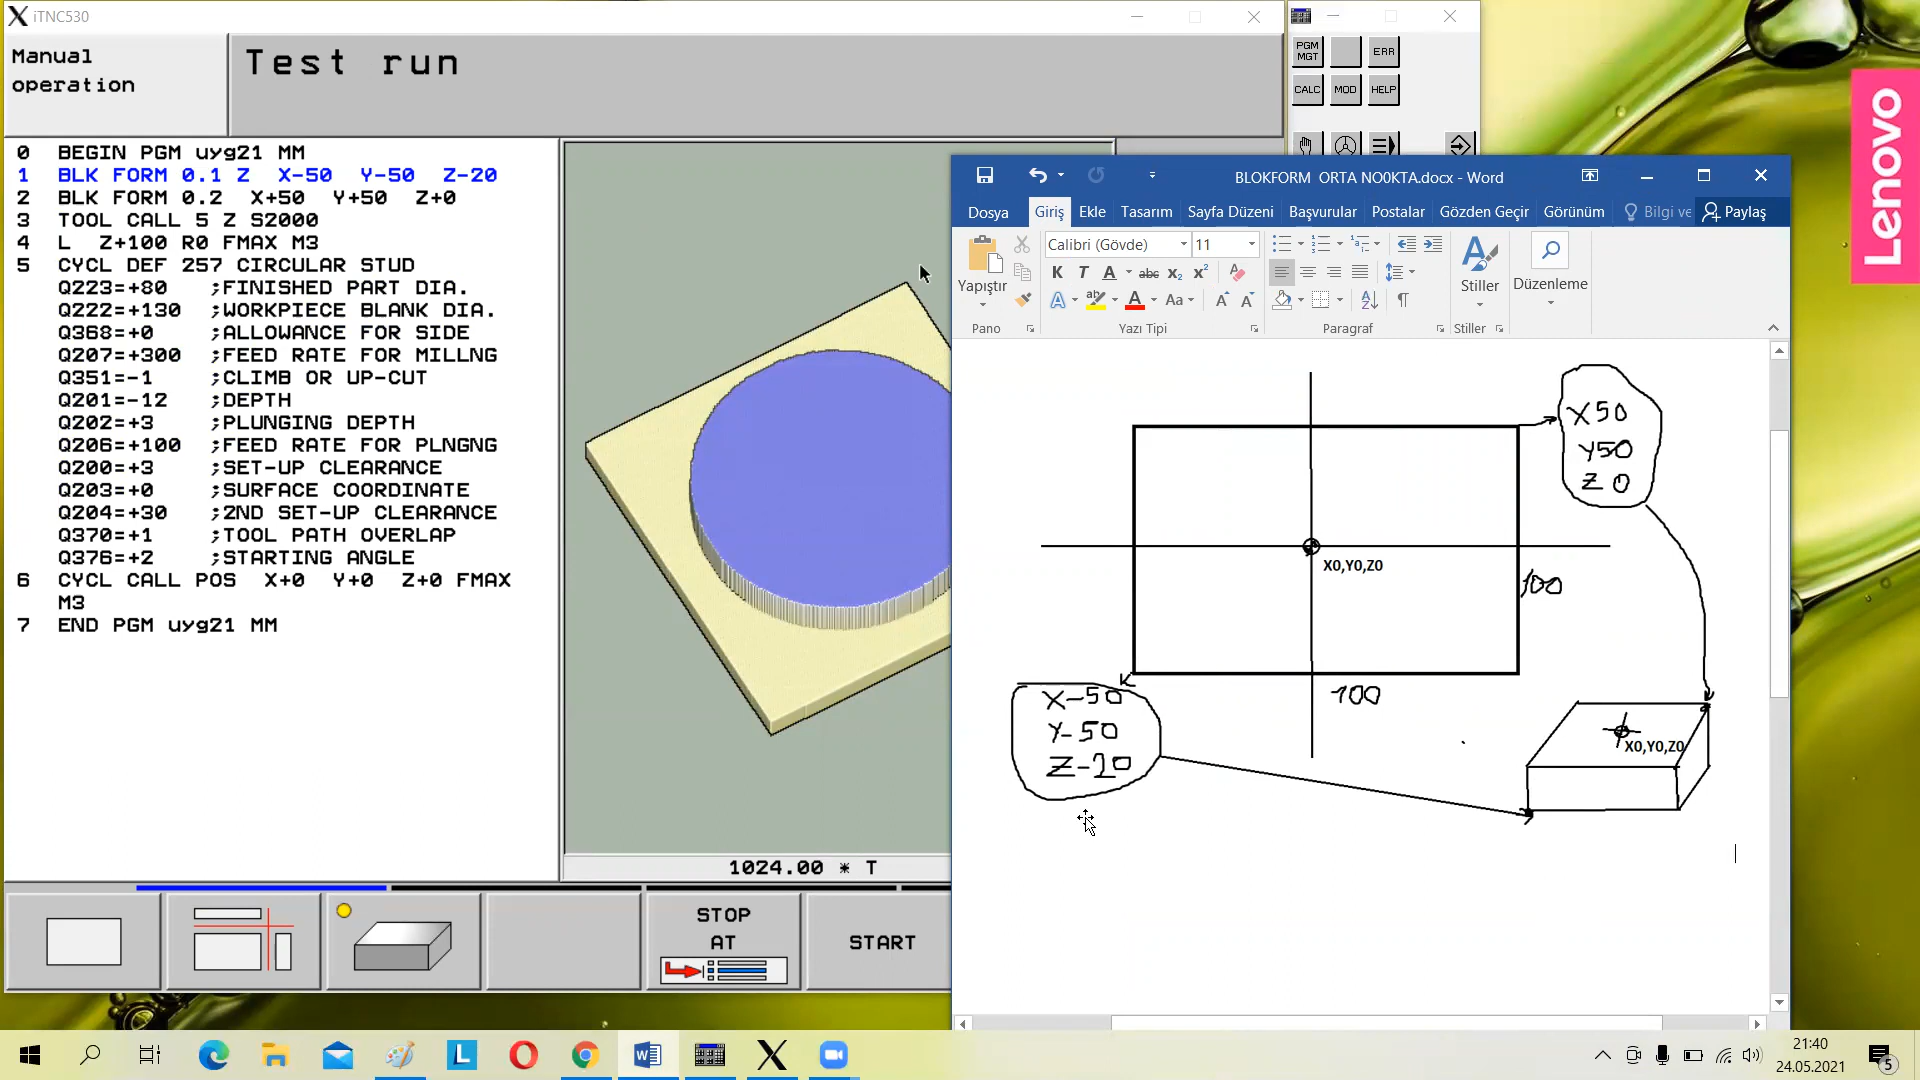 iTNC530
Manual operation
Test run
0 BEGIN PGM uyg21 MM
1 BLK FORM 0.1 Z X-50 Y-50 Z-20
2 BLK FORM 0.2 X+50 Y+50 Z+0
3 TOOL CALL 5 Z S2000
4 L Z+100 R0 FMAX M3
5 CYCL DEF 257 CIRCULAR STUD
Q223=+80 ;FINISHED PART DIA.
Q222=+130 ;WORKPIECE BLANK DIA.
Q368=+0 ;ALLOWANCE FOR SIDE
Q207=+300 ;FEED RATE FOR MILLNG
Q351=-1 ;CLIMB OR UP-CUT
Q201=-12 ;DEPTH
Q202=+3 ;PLUNGING DEPTH
Q206=+100 ;FEED RATE FOR PLNGNG
Q200=+3 ;SET-UP CLEARANCE
Q203=+0 ;SURFACE COORDINATE
Q204=+30 ;2ND SET-UP CLEARANCE
Q370=+1 ;TOOL PATH OVERLAP
Q376=+2 ;STARTING ANGLE
6 CYCL CALL POS X+0 Y+0 Z+0 FMAX
M3
7 END PGM uyg21 MM
1024.00 * T
STOP
AT
START
PGM
MGT
ERR
CALC MOD HELP
BLOKFORM ORTA NO0KTA.docx - Word
Dosya Giriş Ekle Tasarım Sayfa Düzeni Başvurular Postalar Gözden Geçir Görünüm Bilgi ve Paylaş
Calibri (Gövde) 11
Yapıştır
K T A abc x₂ x²
A ab A Aa A A
Stiller
Düzenleme
Pano Yazı Tipi Paragraf Stiller
X50
Y50
Z 0
X0,Y0,Z0
100
100
X-50
Y-50
Z-20
X0,Y0,Z0
Lenovo
21:40
24.05.2021
5